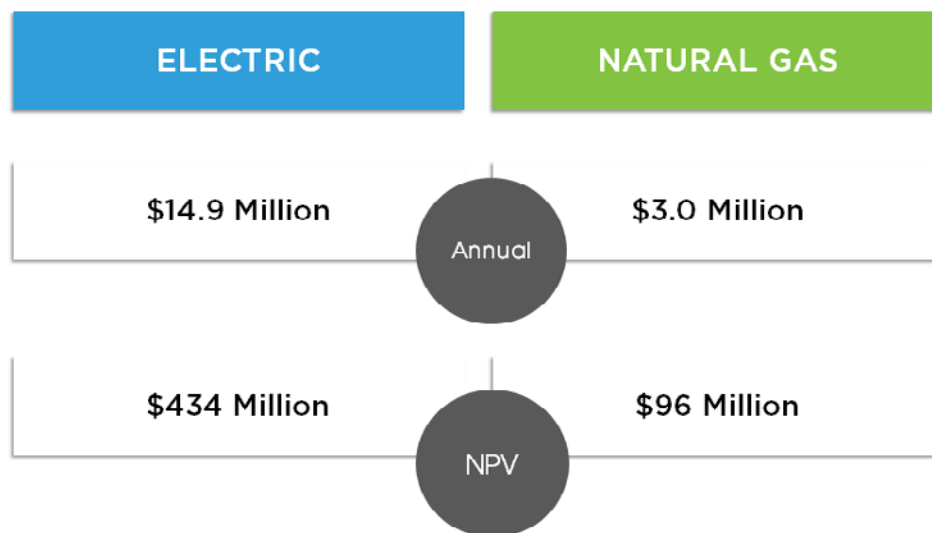 ELECTRIC
NATURAL GAS
$14.9 Million
$3.0 Million
Annual
$434 Million
$96 Million
NPV